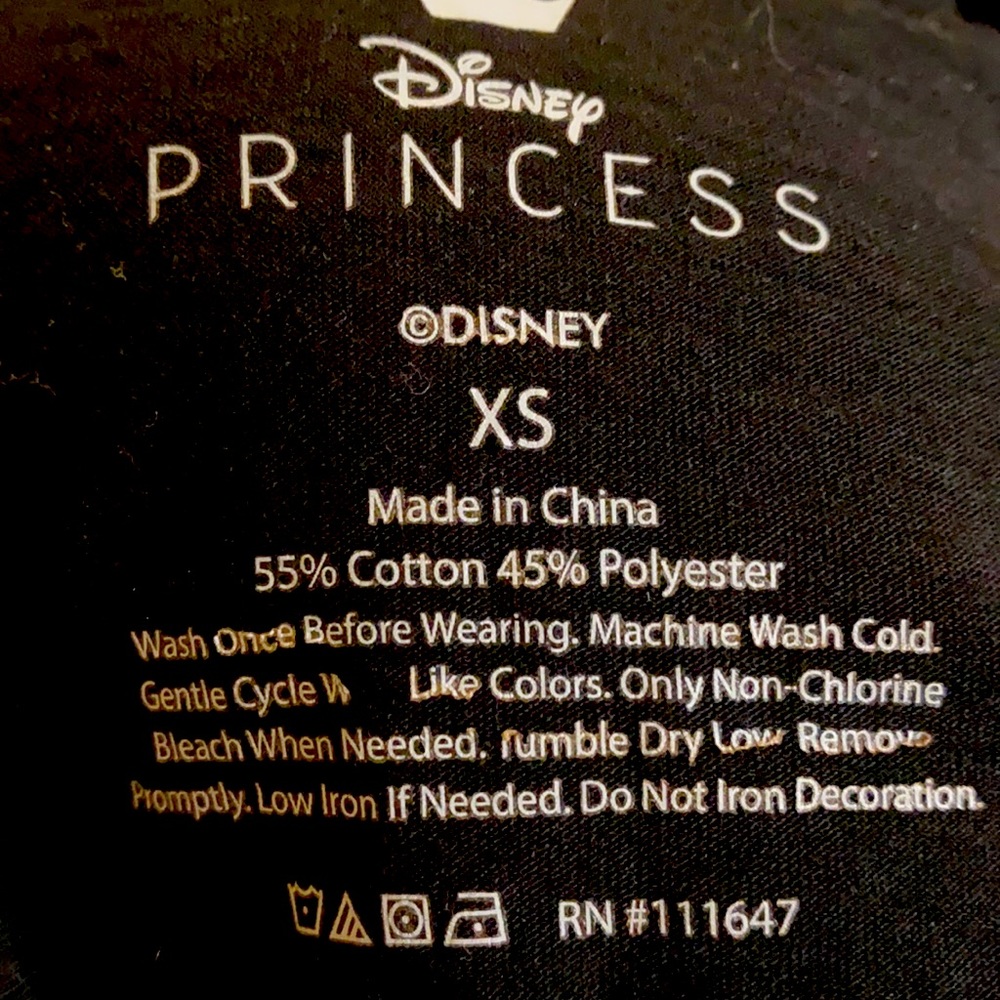 Disney
PRINCESS
©DISNEY
XS
Made in China
55% Cotton 45% Polyester
Wash Once Before Wearing. Machine Wash Cold.
Gentle Cycle Like Colors. Only Non-Chlorine
Bleach When Needed. Tumble Dry Low Remove
Promptly. Low Iron If Needed. Do Not Iron Decoration.
RN #111647